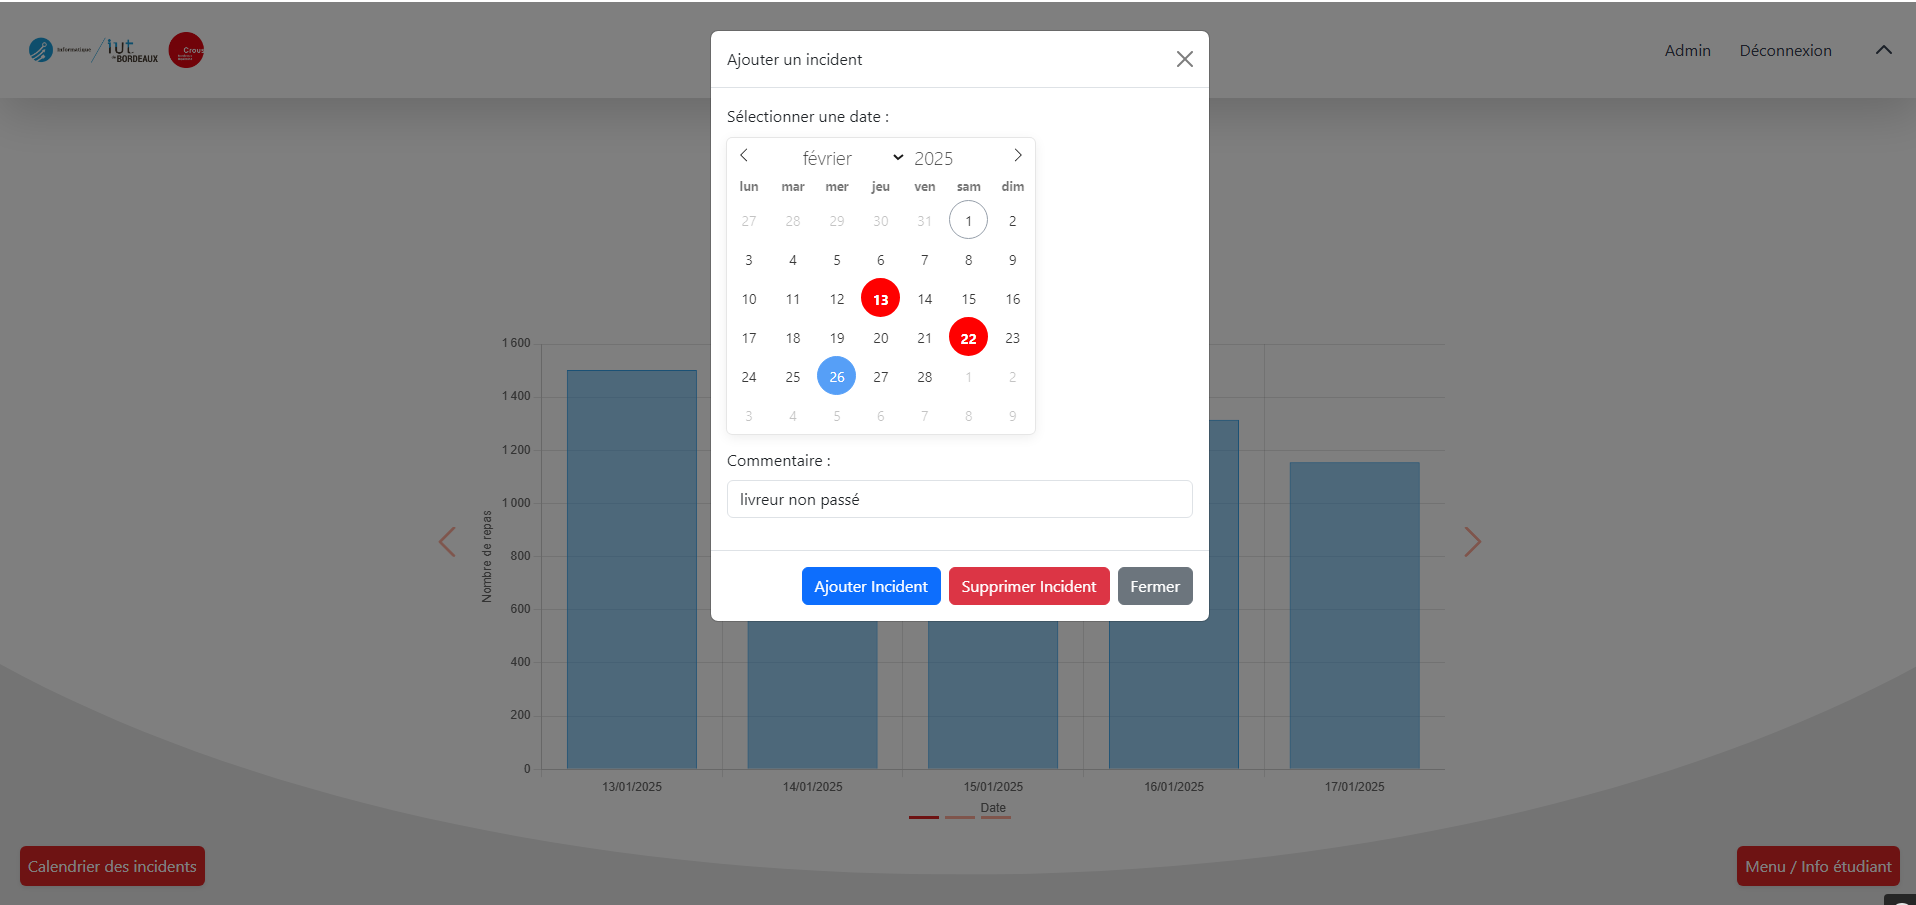 informatique iut de BORDEAUX Crous
Admin Déconnexion
Ajouter un incident
Sélectionner une date :
février 2025
lun mar mer jeu ven sam dim
27 28 29 30 31 1 2
3 4 5 6 7 8 9
10 11 12 13 14 15 16
17 18 19 20 21 22 23
24 25 26 27 28 1 2
3 4 5 6 7 8 9
Commentaire :
livreur non passé
Ajouter Incident Supprimer Incident Fermer
Nombre de repas
1 600
1 400
1 200
1 000
800
600
400
200
0
13/01/2025 14/01/2025 15/01/2025 16/01/2025 17/01/2025
Date
Calendrier des incidents
Menu / Info étudiant